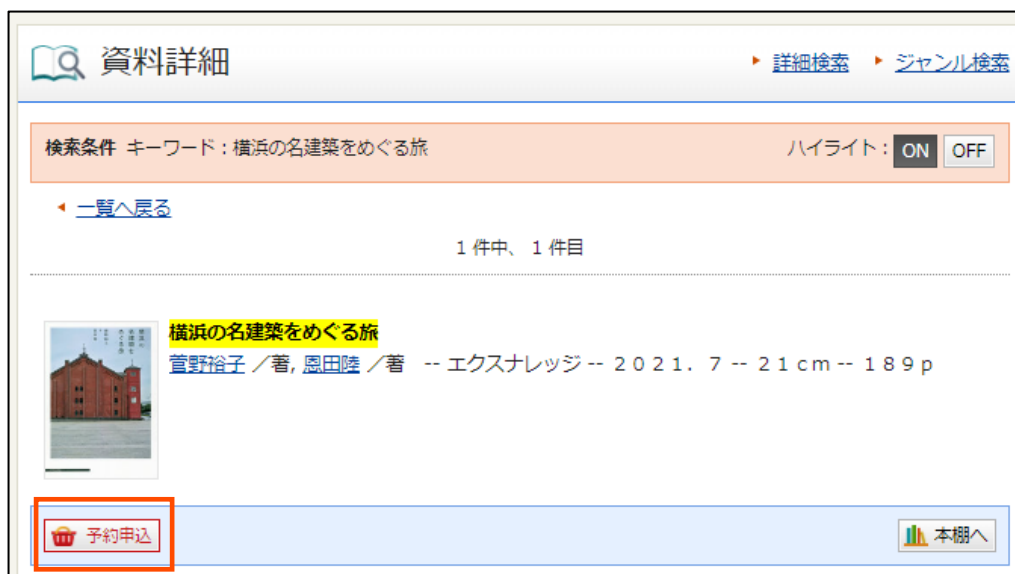 資料詳細
詳細検索 ジャンル検索
検索条件 キーワード：横浜の名建築をめぐる旅 ハイライト： ON OFF
一覧へ戻る
1 件中、 1 件目
横浜の名建築をめぐる旅
菅野裕子 ／著, 恩田陸 ／著 -- エクスナレッジ -- ２０２１．７ -- ２１ｃｍ -- １８９ｐ
予約申込 本棚へ